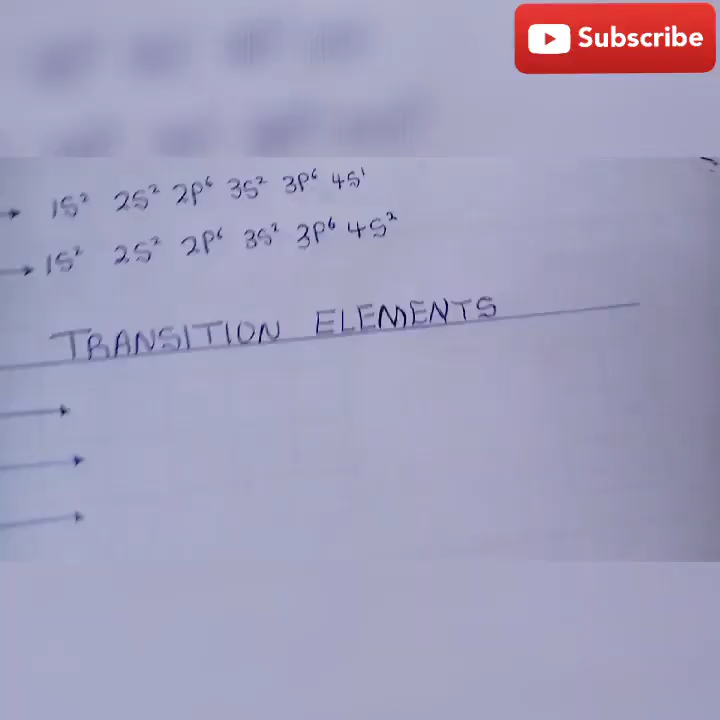 Subscribe
→ 1S² 2S² 2P⁶ 3S² 3P⁶ 4S¹
→ 1S² 2S² 2P⁶ 3S² 3P⁶ 4S²
TRANSITION ELEMENTS